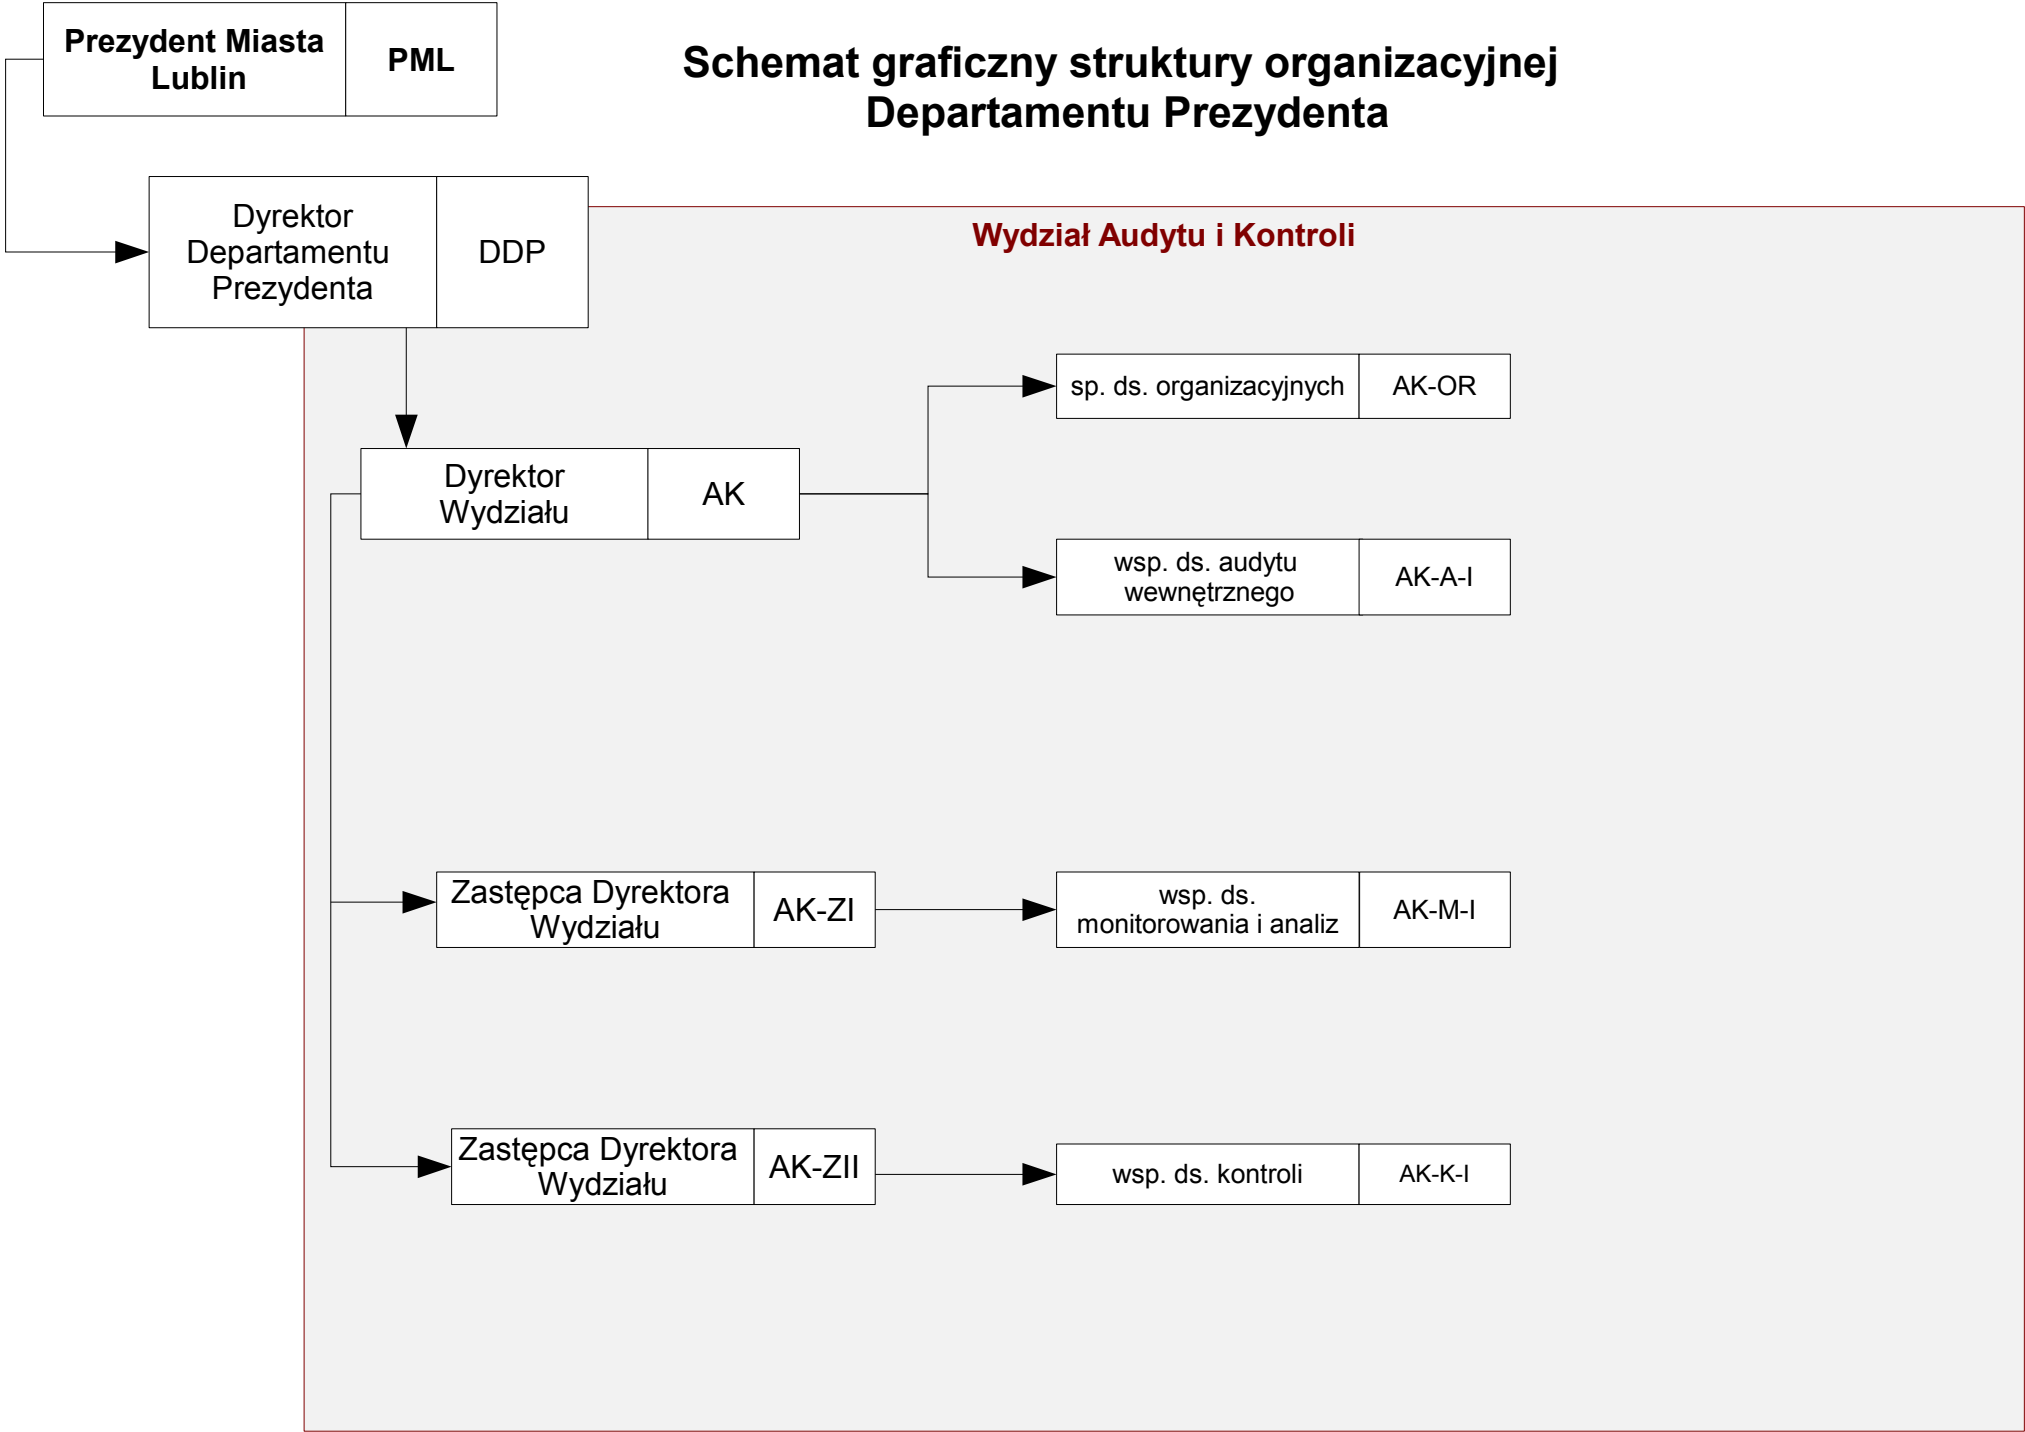 Prezydent Miasta
Lublin
PML
Schemat graficzny struktury organizacyjnej
Departamentu Prezydenta
Dyrektor
Departamentu
Prezydenta
DDP
Wydział Audytu i Kontroli
sp. ds. organizacyjnych
AK-OR
Dyrektor
Wydziału
AK
wsp. ds. audytu
wewnętrznego
AK-A-I
Zastępca Dyrektora
Wydziału
AK-ZI
wsp. ds.
monitorowania i analiz
AK-M-I
Zastępca Dyrektora
Wydziału
AK-ZII
wsp. ds. kontroli
AK-K-I